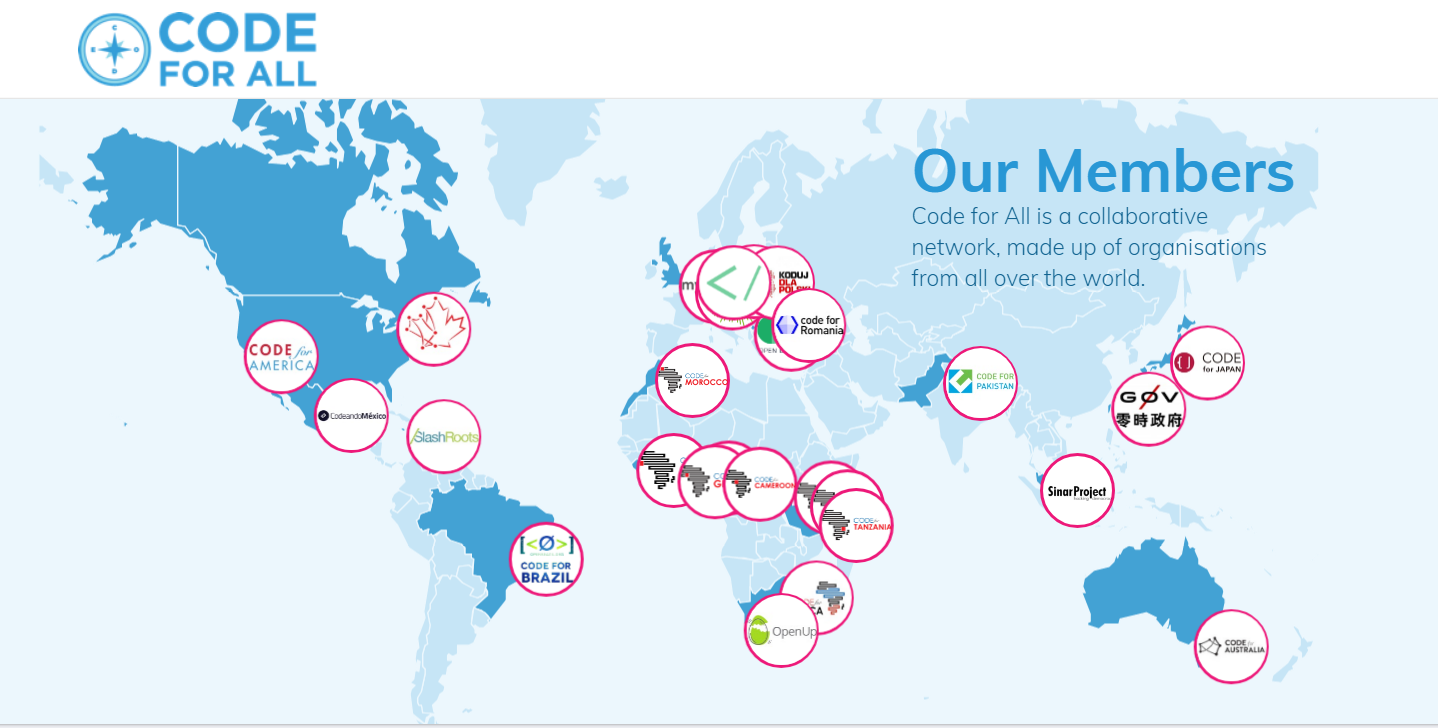 CODE
FOR ALL
Our Members
Code for All is a collaborative
network, made up of organisations
from all over the world.
KODUJ
DLA
POLSKI
code for
Romania
CODE for
AMERICA
CODE for
MOROCCO
CODE FOR
PAKISTAN
CODE
for JAPAN
GØV
零時政府
CodeandoMéxico
SlashRoots
CODE for
CAMEROON
SinarProject
CODE for
TANZANIA
[<Ø>]
CODE FOR
BRAZIL
OpenUp
CODE for
AUSTRALIA